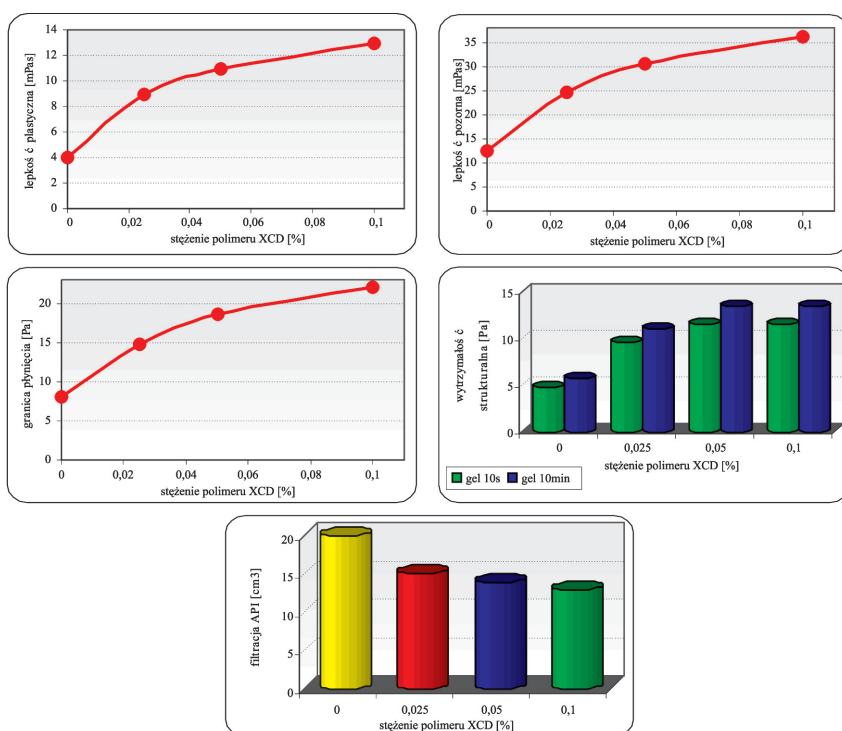 lepkoś ć plastyczna [mPas]
14
12
10
8
6
4
2
0
0 0,02 0,04 0,06 0,08 0,1
stężenie polimeru XCD [%]
lepkoś ć pozorna [mPas]
35
30
25
20
15
10
5
0
0 0,02 0,04 0,06 0,08 0,1
stężenie polimeru XCD [%]
granica płynięcia [Pa]
20
15
10
5
0
0 0,02 0,04 0,06 0,08 0,1
stężenie polimeru XCD [%]
wytrzymałoś ć
strukturalna [Pa]
15
10
5
0
0 0,025 0,05 0,1
stężenie polimeru XCD [%]
gel 10s gel 10min
filtracja API [cm3]
20
15
10
5
0
0 0,025 0,05 0,1
stężenie polimeru XCD [%]